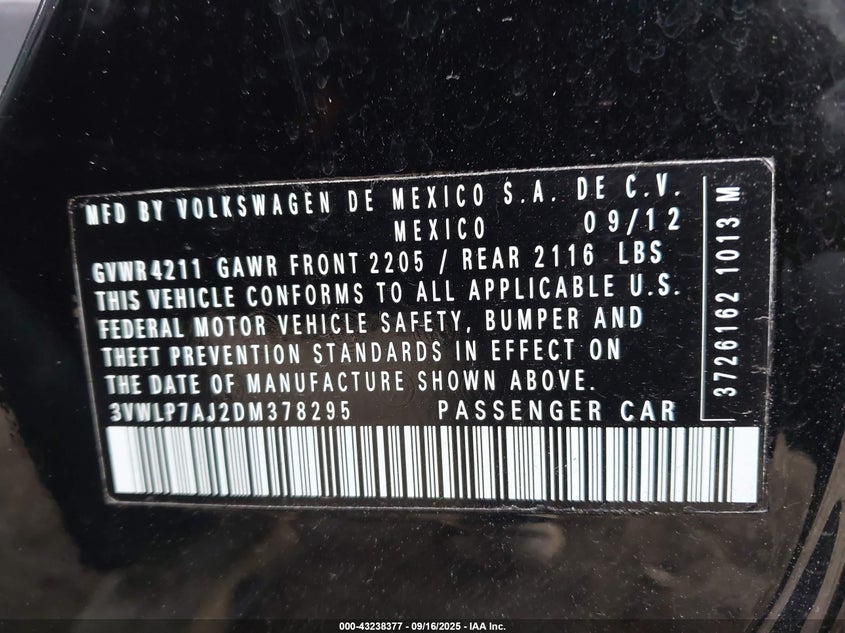 MFD BY VOLKSWAGEN DE MEXICO S.A. DE C.V.
MEXICO 09/12
GVWR 4211 GAWR FRONT 2205 / REAR 2116 LBS
THIS VEHICLE CONFORMS TO ALL APPLICABLE U.S.
FEDERAL MOTOR VEHICLE SAFETY, BUMPER AND
THEFT PREVENTION STANDARDS IN EFFECT ON
THE DATE OF MANUFACTURE SHOWN ABOVE.
3VWLP7AJ2DM378295 PASSENGER CAR
3726162 1013 M
000-43238377 - 09/16/2025 - IAA Inc.